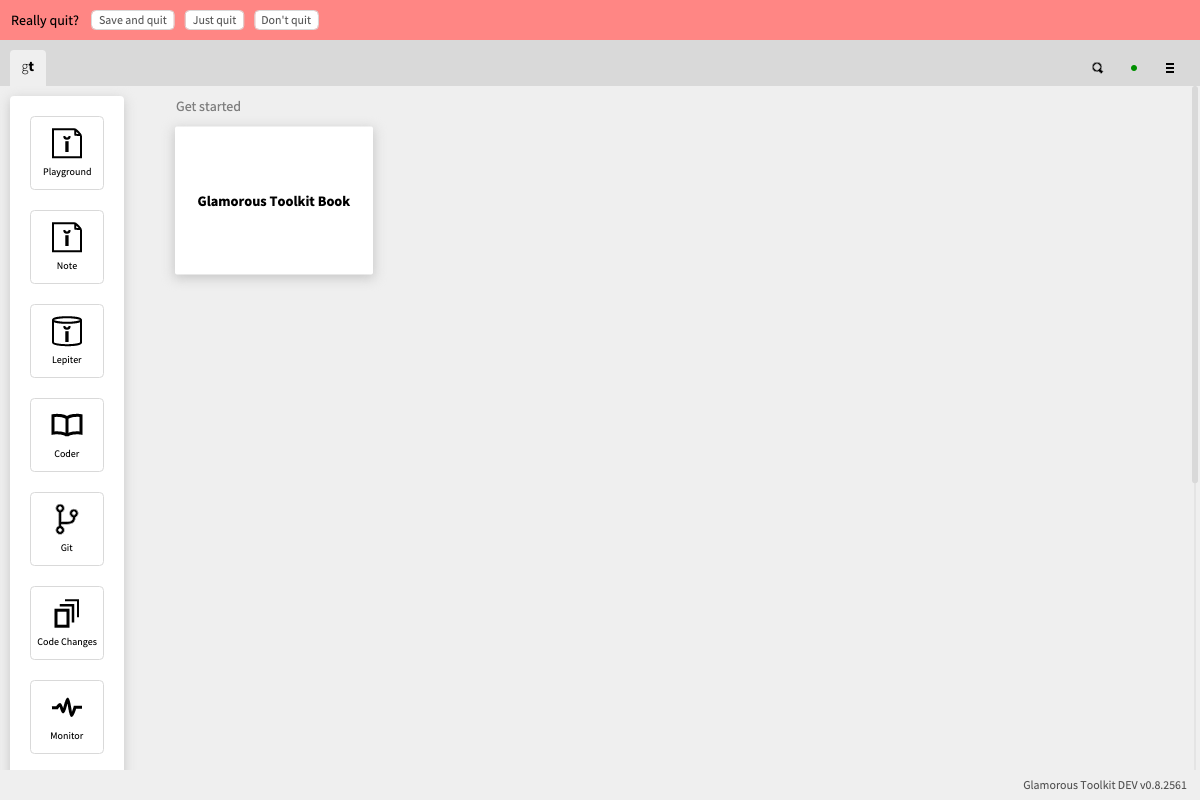 Really quit? Save and quit Just quit Don't quit
gt
Get started
Glamorous Toolkit Book
Playground
Note
Lepiter
Coder
Git
Code Changes
Monitor
Glamorous Toolkit DEV v0.8.2561